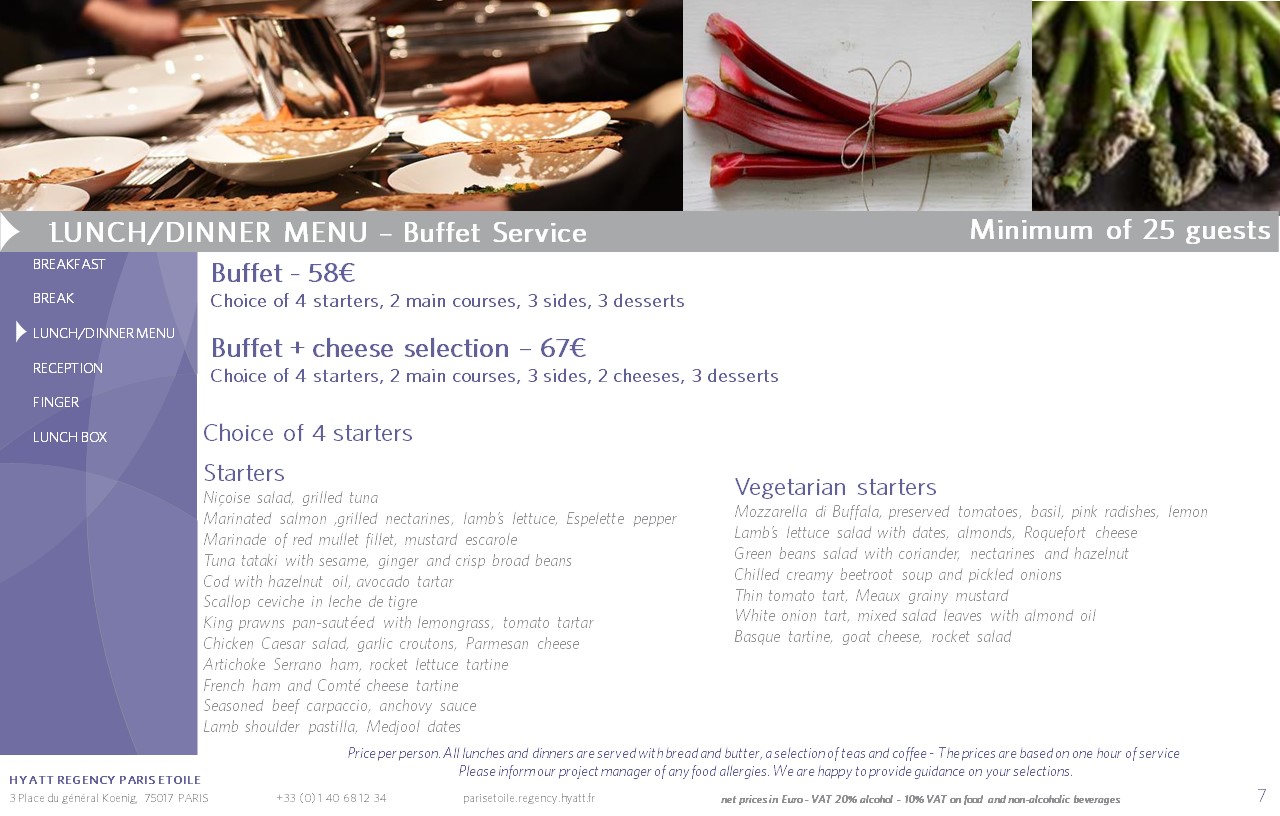 LUNCH/DINNER MENU – Buffet Service
Minimum of 25 guests
BREAKFAST
BREAK
LUNCH/DINNER MENU
RECEPTION
FINGER
LUNCH BOX
Buffet - 58€
Choice of 4 starters, 2 main courses, 3 sides, 3 desserts
Buffet + cheese selection – 67€
Choice of 4 starters, 2 main courses, 3 sides, 2 cheeses, 3 desserts
Choice of 4 starters
Starters
Niçoise salad, grilled tuna
Marinated salmon ,grilled nectarines, lamb's lettuce, Espelette pepper
Marinade of red mullet fillet, mustard escarole
Tuna tataki with sesame, ginger and crisp broad beans
Cod with hazelnut oil, avocado tartar
Scallop ceviche in leche de tigre
King prawns pan-sautéed with lemongrass, tomato tartar
Chicken Caesar salad, garlic croutons, Parmesan cheese
Artichoke Serrano ham, rocket lettuce tartine
French ham and Comté cheese tartine
Seasoned beef carpaccio, anchovy sauce
Lamb shoulder pastilla, Medjool dates
Vegetarian starters
Mozzarella di Buffala, preserved tomatoes, basil, pink radishes, lemon
Lamb's lettuce salad with dates, almonds, Roquefort cheese
Green beans salad with coriander, nectarines and hazelnut
Chilled creamy beetroot soup and pickled onions
Thin tomato tart, Meaux grainy mustard
White onion tart, mixed salad leaves with almond oil
Basque tartine, goat cheese, rocket salad
Price per person. All lunches and dinners are served with bread and butter, a selection of teas and coffee - The prices are based on one hour of service
Please inform our project manager of any food allergies. We are happy to provide guidance on your selections.
HYATT REGENCY PARIS ETOILE
3 Place du général Koenig, 75017 PARIS
+33 (0)1 40 68 12 34
parisetoile.regency.hyatt.fr
net prices in Euro - VAT 20% alcohol - 10% VAT on food and non-alcoholic beverages
7